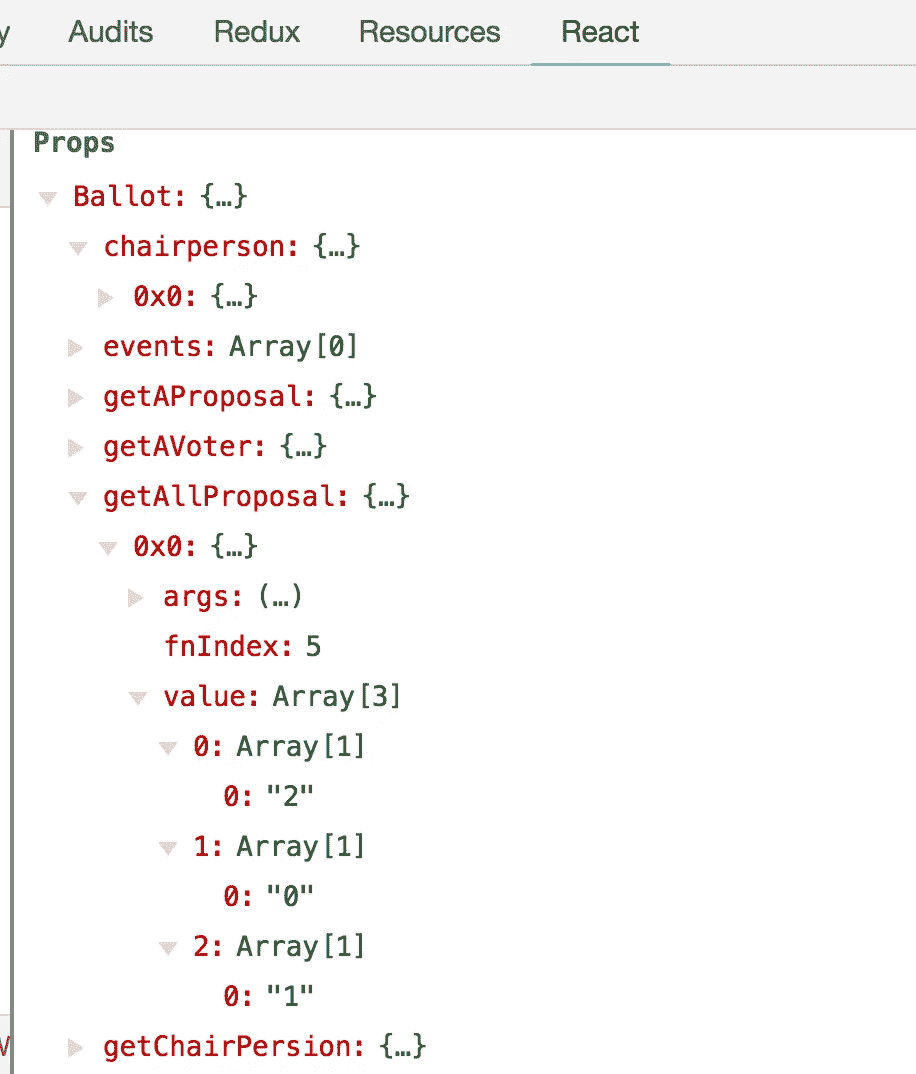 y Audits Redux Resources React
Props
Ballot: {…}
chairperson: {…}
0x0: {…}
events: Array[0]
getAProposal: {…}
getAVoter: {…}
getAllProposal: {…}
0x0: {…}
args: (…)
fnIndex: 5
value: Array[3]
0: Array[1]
0: "2"
1: Array[1]
0: "0"
2: Array[1]
0: "1"
getChairPersion: {…}